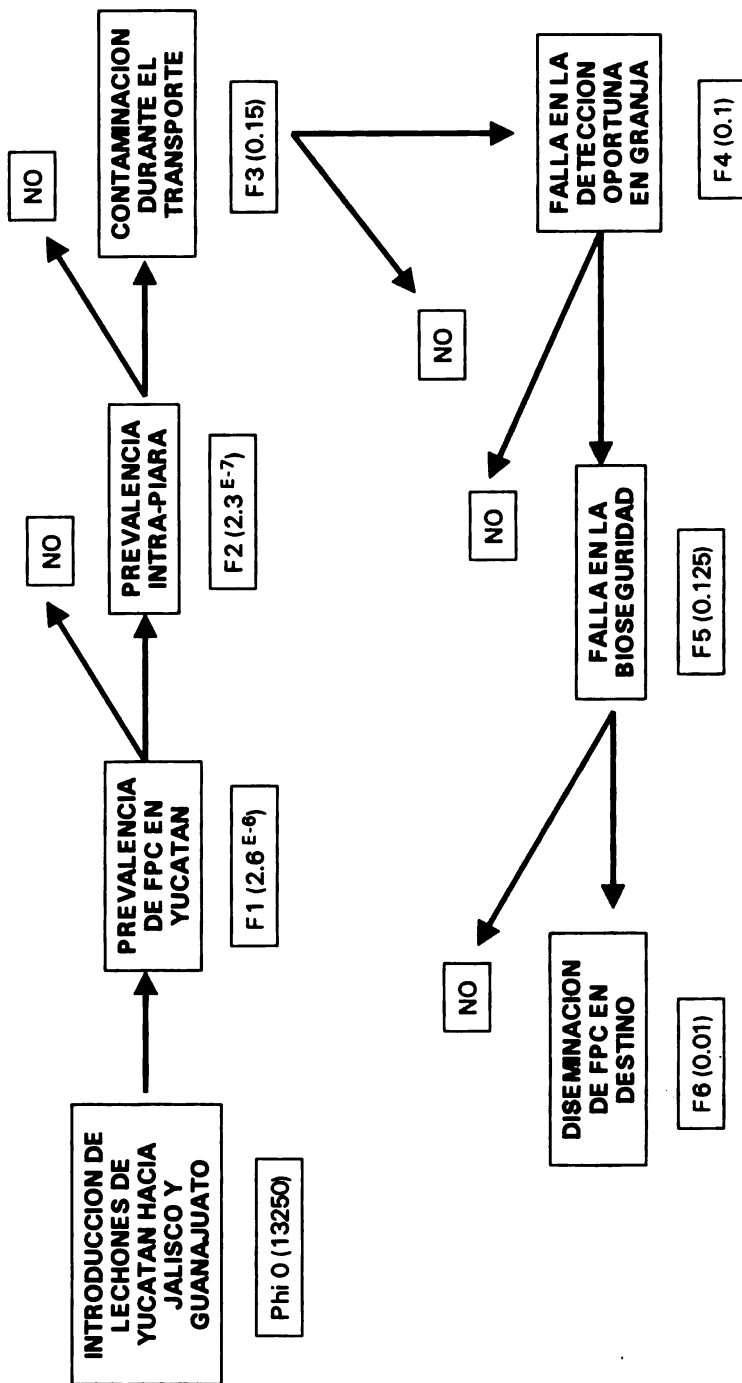 INTRODUCCION DE
LECHONES DE
YUCATAN HACIA
JALISCO Y
GUANAJUATO
Phi 0 (13250)
PREVALENCIA
DE FPC EN
YUCATAN
F1 (2.6 E-6)
NO
PREVALENCIA
INTRA-PIARA
F2 (2.3 E-7)
NO
CONTAMINACION
DURANTE EL
TRANSPORTE
F3 (0.15)
NO
FALLA EN LA
DETECCION
OPORTUNA
EN GRANJA
F4 (0.1)
NO
FALLA EN LA
BIOSEGURIDAD
F5 (0.125)
NO
DISEMINACION
DE FPC EN
DESTINO
F6 (0.01)